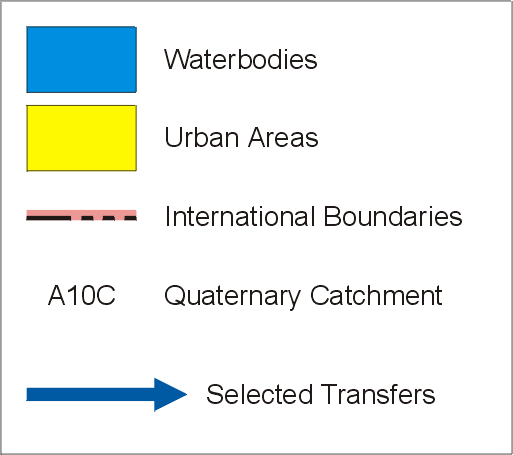 Waterbodies
Urban Areas
International Boundaries
A10C Quaternary Catchment
Selected Transfers